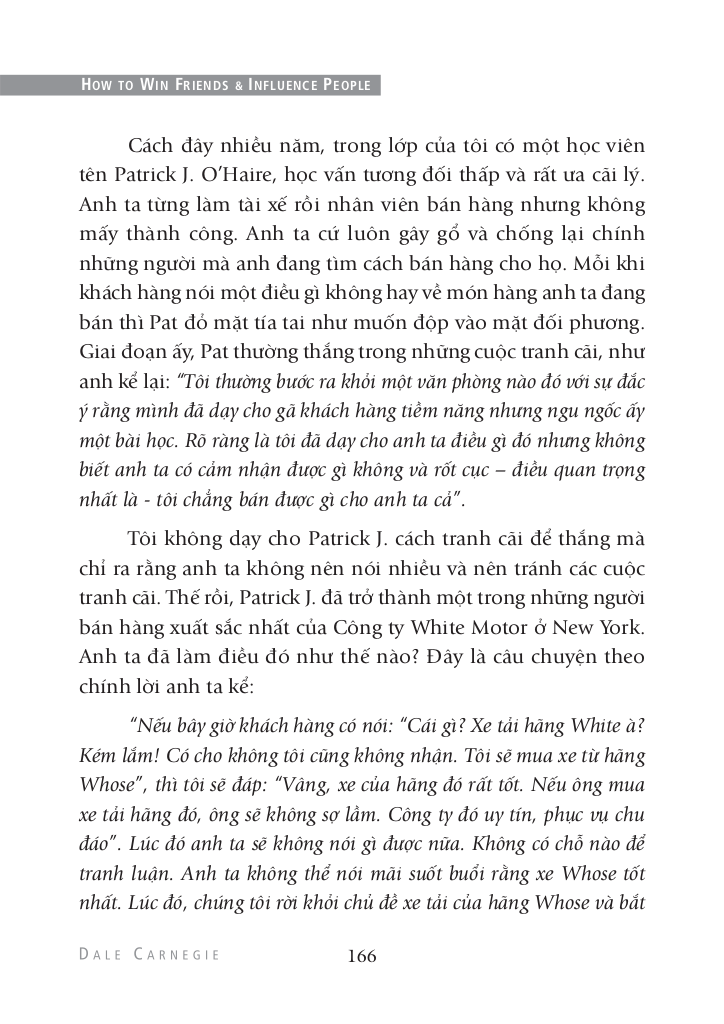 HOW TO WIN FRIENDS & INFLUENCE PEOPLE
Cách đây nhiều năm, trong lớp của tôi có một học viên
tên Patrick J. O’Haire, học vấn tương đối thấp và rất ưa cãi lý.
Anh ta từng làm tài xế rồi nhân viên bán hàng nhưng không
mấy thành công. Anh ta cứ luôn gây gổ và chống lại chính
những người mà anh đang tìm cách bán hàng cho họ. Mỗi khi
khách hàng nói một điều gì không hay về món hàng anh ta đang
bán thì Pat đỏ mặt tía tai như muốn độp vào mặt đối phương.
Giai đoạn ấy, Pat thường thắng trong những cuộc tranh cãi, như
anh kể lại: “Tôi thường bước ra khỏi một văn phòng nào đó với sự đắc
ý rằng mình đã dạy cho gã khách hàng tiềm năng nhưng ngu ngốc ấy
một bài học. Rõ ràng là tôi đã dạy cho anh ta điều gì đó nhưng không
biết anh ta có cảm nhận được gì không và rốt cục – điều quan trọng
nhất là - tôi chẳng bán được gì cho anh ta cả”.
Tôi không dạy cho Patrick J. cách tranh cãi để thắng mà
chỉ ra rằng anh ta không nên nói nhiều và nên tránh các cuộc
tranh cãi. Thế rồi, Patrick J. đã trở thành một trong những người
bán hàng xuất sắc nhất của Công ty White Motor ở New York.
Anh ta đã làm điều đó như thế nào? Đây là câu chuyện theo
chính lời anh ta kể:
“Nếu bây giờ khách hàng có nói: “Cái gì? Xe tải hãng White à?
Kém lắm! Có cho không tôi cũng không nhận. Tôi sẽ mua xe từ hãng
Whose”, thì tôi sẽ đáp: “Vâng, xe của hãng đó rất tốt. Nếu ông mua
xe tải hãng đó, ông sẽ không sợ lầm. Công ty đó uy tín, phục vụ chu
đáo”. Lúc đó anh ta sẽ không nói gì được nữa. Không có chỗ nào để
tranh luận. Anh ta không thể nói mãi suốt buổi rằng xe Whose tốt
nhất. Lúc đó, chúng tôi rời khỏi chủ đề xe tải của hãng Whose và bắt
DALE CARNEGIE
166